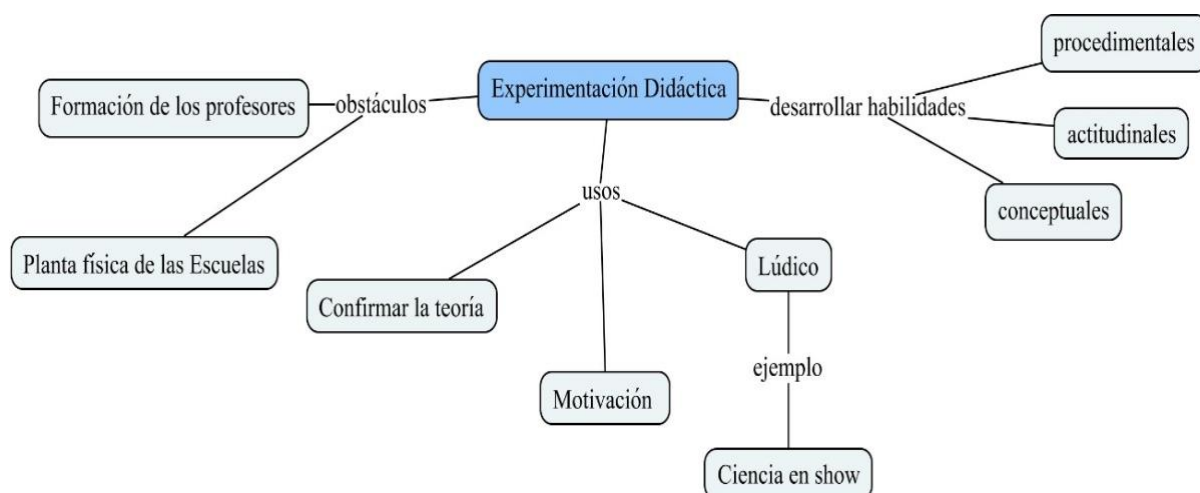 Experimentación Didáctica
obstáculos
Formación de los profesores
Planta física de las Escuelas
usos
Confirmar la teoría
Motivación
Lúdico
ejemplo
Ciencia en show
desarrollar habilidades
procedimentales
actitudinales
conceptuales